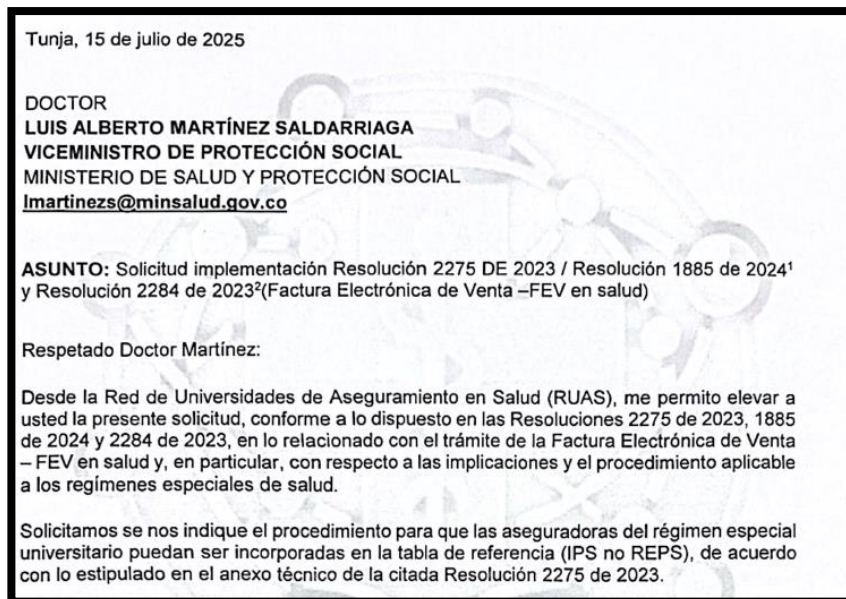 Tunja, 15 de julio de 2025
DOCTOR
LUIS ALBERTO MARTÍNEZ SALDARRIAGA
VICEMINISTRO DE PROTECCIÓN SOCIAL
MINISTERIO DE SALUD Y PROTECCIÓN SOCIAL
lmartinezs@minsalud.gov.co
ASUNTO: Solicitud implementación Resolución 2275 DE 2023 / Resolución 1885 de 2024¹
y Resolución 2284 de 2023²(Factura Electrónica de Venta –FEV en salud)
Respetado Doctor Martínez:
Desde la Red de Universidades de Aseguramiento en Salud (RUAS), me permito elevar a
usted la presente solicitud, conforme a lo dispuesto en las Resoluciones 2275 de 2023, 1885
de 2024 y 2284 de 2023, en lo relacionado con el trámite de la Factura Electrónica de Venta
– FEV en salud y, en particular, con respecto a las implicaciones y el procedimiento aplicable
a los regímenes especiales de salud.
Solicitamos se nos indique el procedimiento para que las aseguradoras del régimen especial
universitario puedan ser incorporadas en la tabla de referencia (IPS no REPS), de acuerdo
con lo estipulado en el anexo técnico de la citada Resolución 2275 de 2023.